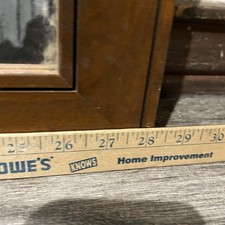 25 26 27 28 29 30
OWE'S KNOWS Home Improvement